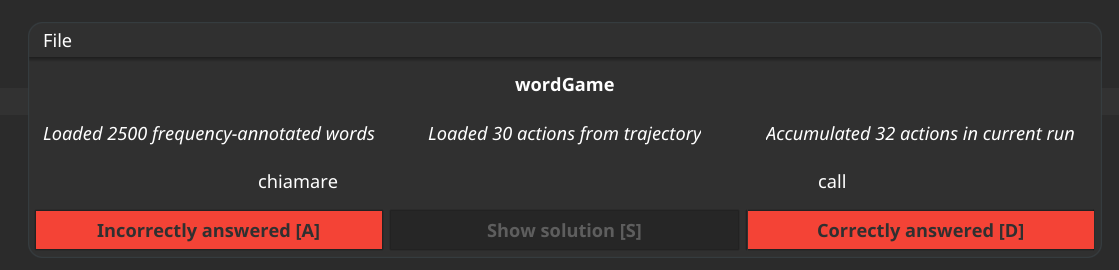 File
wordGame
Loaded 2500 frequency-annotated words Loaded 30 actions from trajectory Accumulated 32 actions in current run
chiamare call
Incorrectly answered [A] Show solution [S] Correctly answered [D]